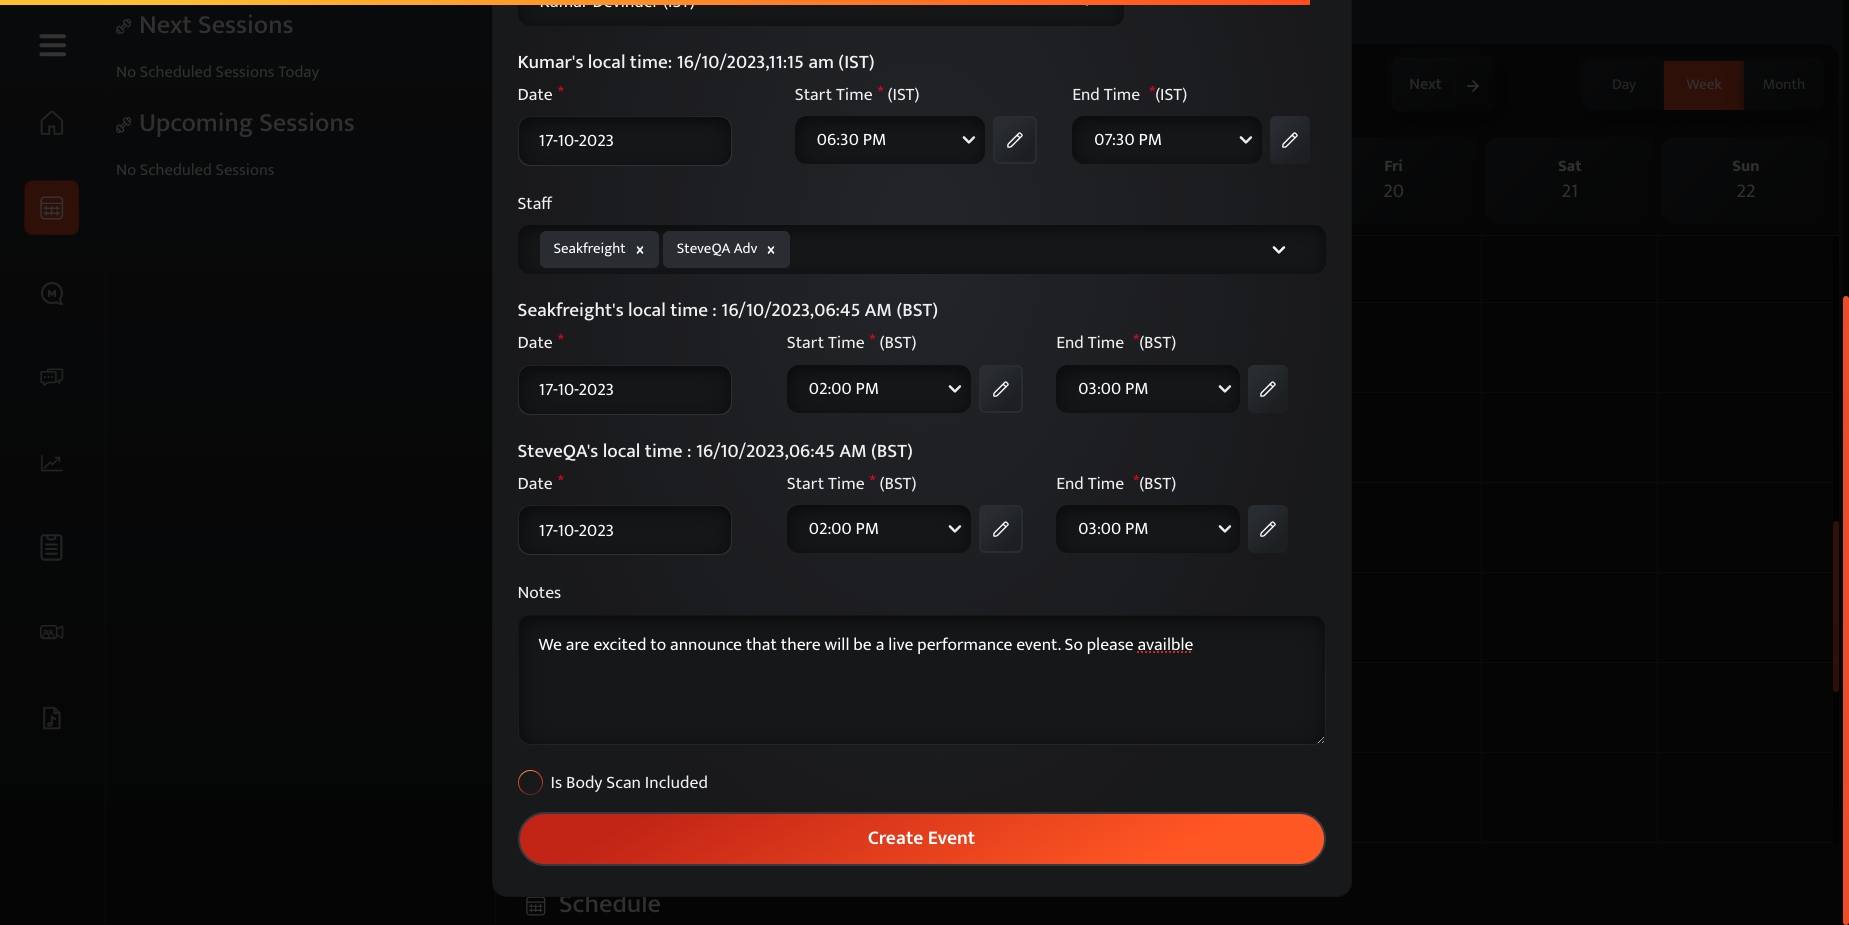 Next Sessions
No Scheduled Sessions Today
Upcoming Sessions
No Scheduled Sessions
Kumar Devinder (IST)
Kumar's local time: 16/10/2023,11:15 am (IST)
Date * Start Time * (IST) End Time *(IST)
17-10-2023 06:30 PM 07:30 PM
Staff
Seakfreight x SteveQA Adv x
Seakfreight's local time : 16/10/2023,06:45 AM (BST)
Date * Start Time * (BST) End Time *(BST)
17-10-2023 02:00 PM 03:00 PM
SteveQA's local time : 16/10/2023,06:45 AM (BST)
Date * Start Time * (BST) End Time *(BST)
17-10-2023 02:00 PM 03:00 PM
Notes
We are excited to announce that there will be a live performance event. So please availble
Is Body Scan Included
Create Event
Schedule
Next → Day Week Month
Fri Sat Sun
20 21 22
M